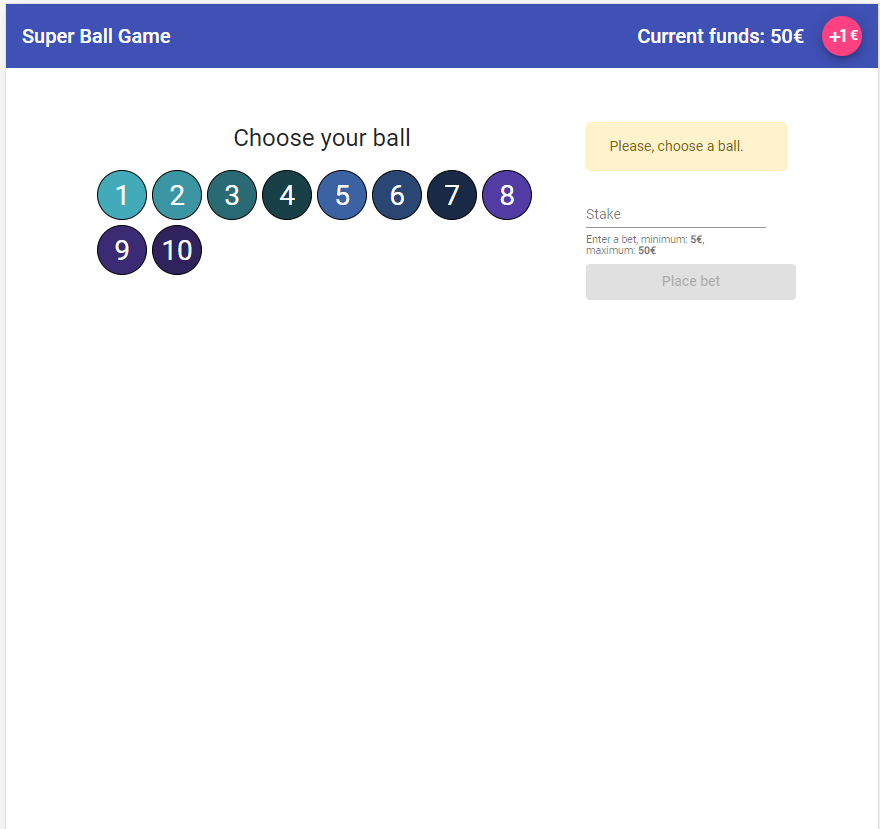 Super Ball Game
Current funds: 50€
+1 €
Choose your ball
1 2 3 4 5 6 7 8
9 10
Please, choose a ball.
Stake
Enter a bet, minimum: 5€,
maximum: 50€
Place bet